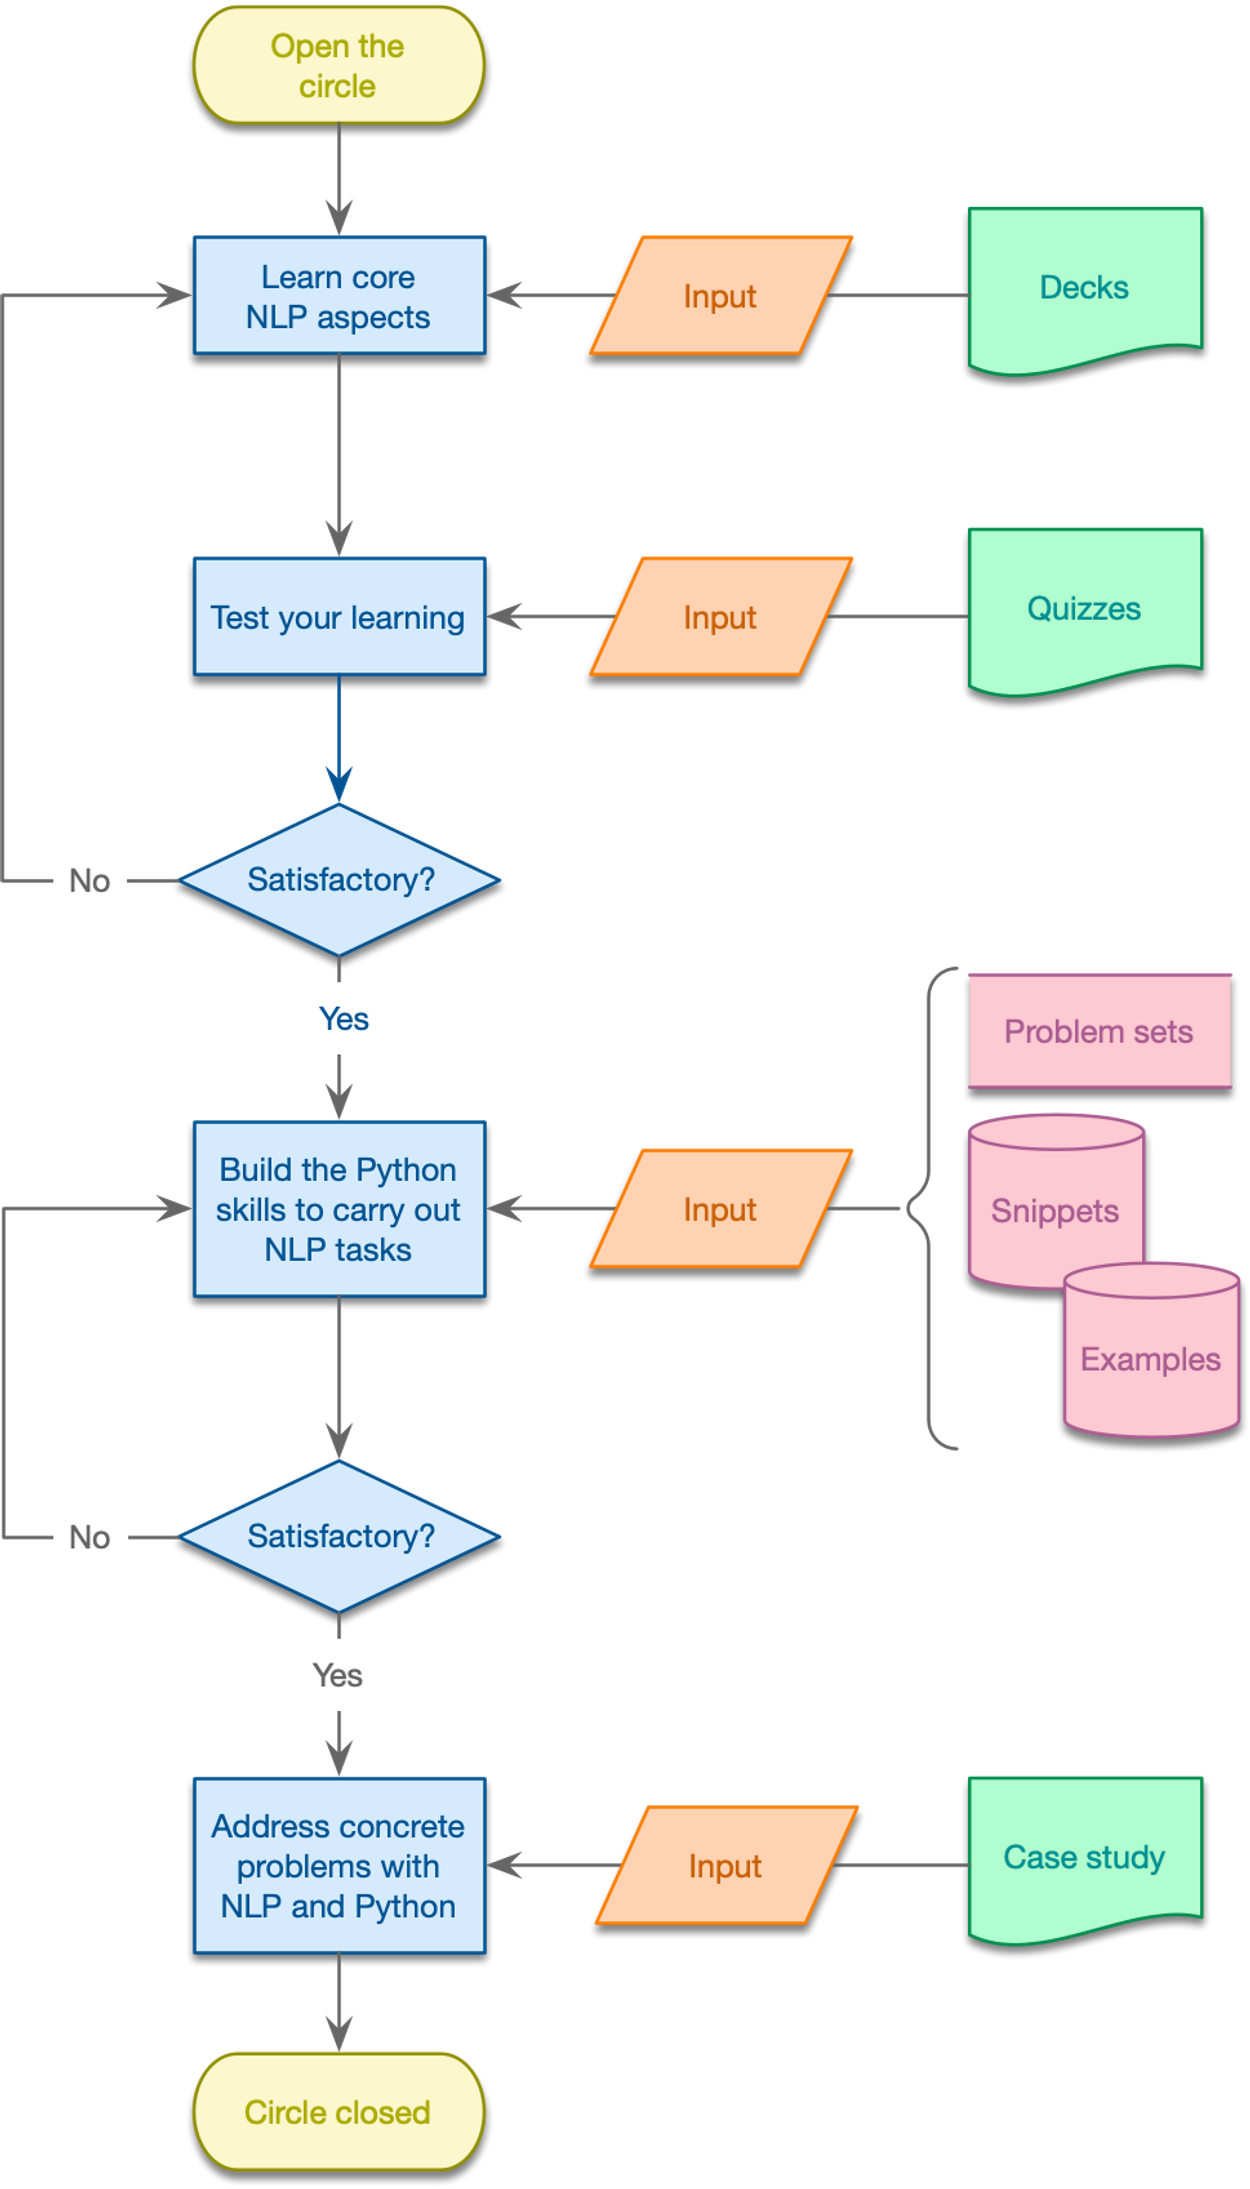 Open the
circle
Learn core
NLP aspects
Input
Decks
Test your learning
Input
Quizzes
Satisfactory?
No
Yes
Build the Python
skills to carry out
NLP tasks
Input
Problem sets
Snippets
Examples
Satisfactory?
No
Yes
Address concrete
problems with
NLP and Python
Input
Case study
Circle closed